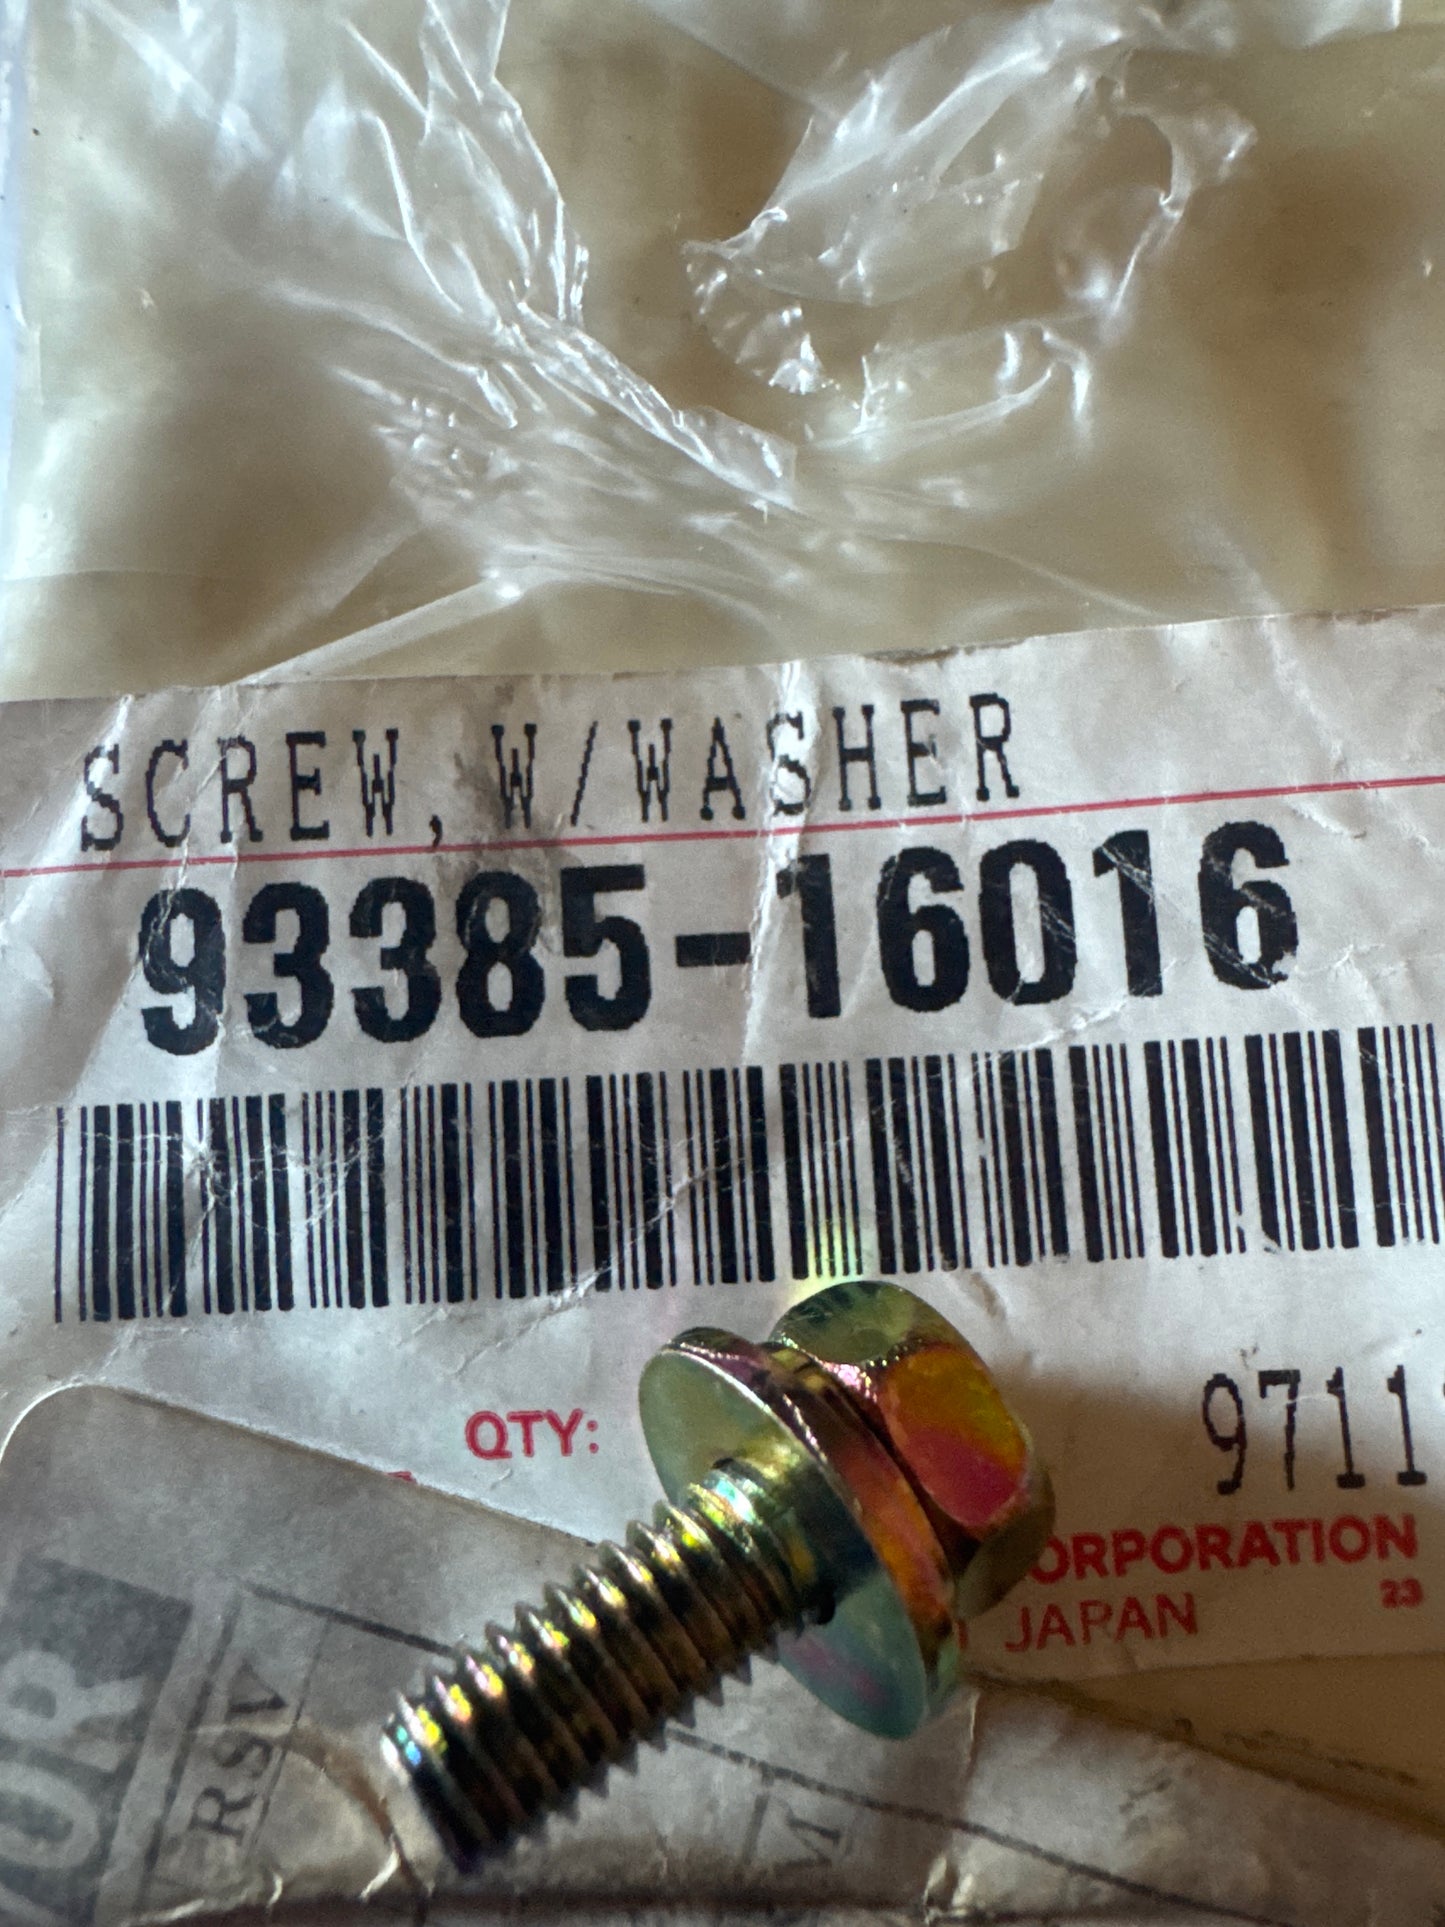 SCREW, W/WASHER
93385-16016
QTY:
9711
ORPORATION
JAPAN
23